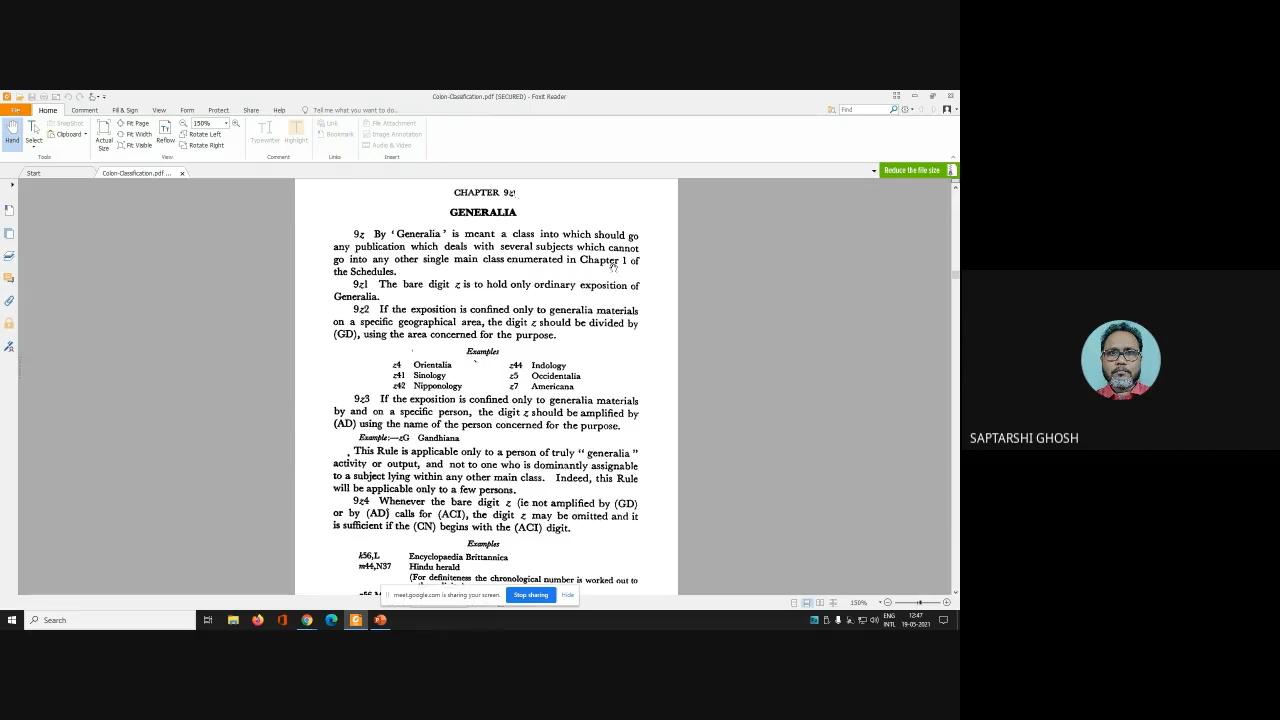 Colon-Classification.pdf [SECURED] - Foxit Reader
File Home Comment Fill & Sign View Form Protect Share Help Tell me what you want to do... Find
SnapShot Fit Page 150% Link File Attachment
Hand Select Clipboard Actual Size Fit Width Reflow Rotate Left Typewriter Highlight Bookmark Image Annotation
Fit Visible Rotate Right Audio & Video
Tools View Comment Links Insert
Start Colon-Classification.pdf ... Reduce the file size
CHAPTER 9z
GENERALIA
9z By ‘Generalia’ is meant a class into which should go
any publication which deals with several subjects which cannot
go into any other single main class enumerated in Chapter 1 of
the Schedules.
9z1 The bare digit z is to hold only ordinary exposition of
Generalia.
9z2 If the exposition is confined only to generalia materials
on a specific geographical area, the digit z should be divided by
(GD), using the area concerned for the purpose.
Examples
z4 Orientalia z44 Indology
z41 Sinology z5 Occidentalia
z42 Nipponology z7 Americana
9z3 If the exposition is confined only to generalia materials
by and on a specific person, the digit z should be amplified by
(AD) using the name of the person concerned for the purpose.
Example:—zG Gandhiana
This Rule is applicable only to a person of truly “ generalia ”
activity or output, and not to one who is dominantly assignable
to a subject lying within any other main class. Indeed, this Rule
will be applicable only to a few persons.
9z4 Whenever the bare digit z (ie not amplified by (GD)
or by (AD) calls for (ACI), the digit z may be omitted and it
is sufficient if the (CN) begins with the (ACI) digit.
Examples
k56,L Encyclopaedia Brittannica
m44,N37 Hindu herald
(For definiteness the chronological number is worked out to
meet.google.com is sharing your screen. Stop sharing Hide
150%
Search
ENG 12:47
INTL 19-05-2021
SAPTARSHI GHOSH